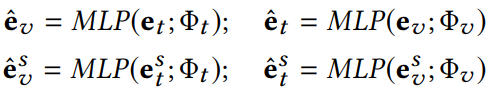 ê_v = MLP(e_t; Φ_t);   ê_t = MLP(e_v; Φ_v)
ê_v^s = MLP(e_t^s; Φ_t);   ê_t^s = MLP(e_v^s; Φ_v)